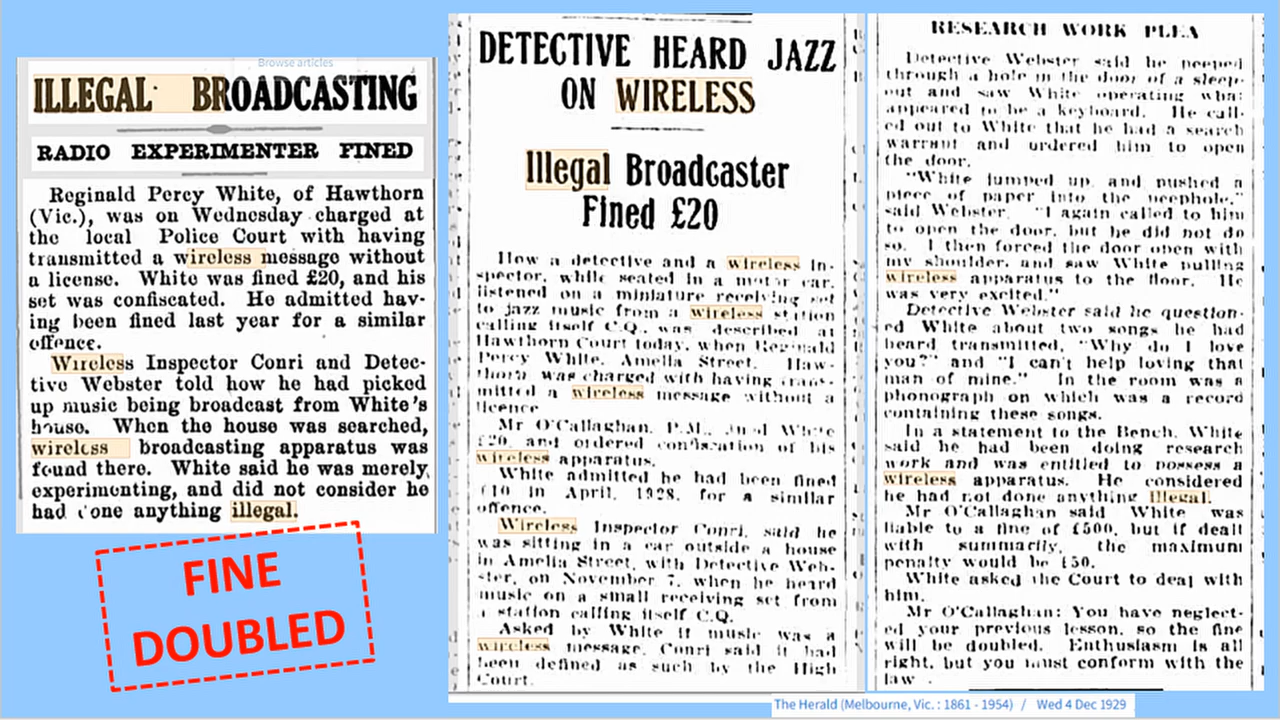 Browse articles
ILLEGAL BROADCASTING
RADIO EXPERIMENTER FINED
Reginald Percy White, of Hawthorn
(Vic.), was on Wednesday charged at
the local Police Court with having
transmitted a wireless message without
a license. White was fined £20, and his
set was confiscated. He admitted hav-
ing been fined last year for a similar
offence.
Wireless Inspector Conri and Detec-
tive Webster told how he had picked
up music being broadcast from White's
house. When the house was searched,
wireless broadcasting apparatus was
found there. White said he was merely
experimenting, and did not consider he
had done anything illegal.
FINE
DOUBLED
DETECTIVE HEARD JAZZ
ON WIRELESS
Illegal Broadcaster
Fined £20
How a detective and a wireless in-
spector, while seated in a motor car,
listened on a miniature receiving set
to jazz music from a wireless station
calling itself C.Q., was described at
Hawthorn Court today, when Reginald
Percy White, Amelia Street, Haw-
thorn was charged with having trans-
mitted a wireless message without a
licence
Mr O'Callaghan, P.M., fined White
£20, and ordered confiscation of his
wireless apparatus.
White admitted he had been fined
£10 in April, 1928, for a similar
offence.
Wireless Inspector Conri, said he
was sitting in a car outside a house
in Amelia Street, with Detective Web-
ster, on November 7, when he heard
music on a small receiving set from
a station calling itself C.Q.
Asked by White if music was a
wireless message, Conri said it had
been defined as such by the High
Court.
RESEARCH WORK PLEA
Detective Webster said he peeped
through a hole in the door of a sleep-
out and saw White operating what
appeared to be a keyboard. He call-
ed out to White that he had a search
warrant and ordered him to open
the door.
"White jumped up, and pushed a
piece of paper into the peephole."
said Webster. "I again called to him
to open the door, but he did not do
so. I then forced the door open with
my shoulder, and saw White pulling
wireless apparatus to the floor. He
was very excited."
Detective Webster said he question-
ed White about two songs he had
heard transmitted, "Why do I love
you?" and "I can't help loving that
man of mine." In the room was a
phonograph on which was a record
containing these songs.
In a statement to the Bench, White
said he had been doing research
work and was entitled to possess a
wireless apparatus. He considered
he had not done anything illegal.
Mr O'Callaghan said White was
liable to a fine of £500, but if dealt
with summarily, the maximum
penalty would be £50.
White asked the Court to deal with
him.
Mr O'Callaghan: You have neglect-
ed your previous lesson, so the fine
will be doubled. Enthusiasm is all
right, but you must conform with the
law.
The Herald (Melbourne, Vic. : 1861 - 1954) / Wed 4 Dec 1929